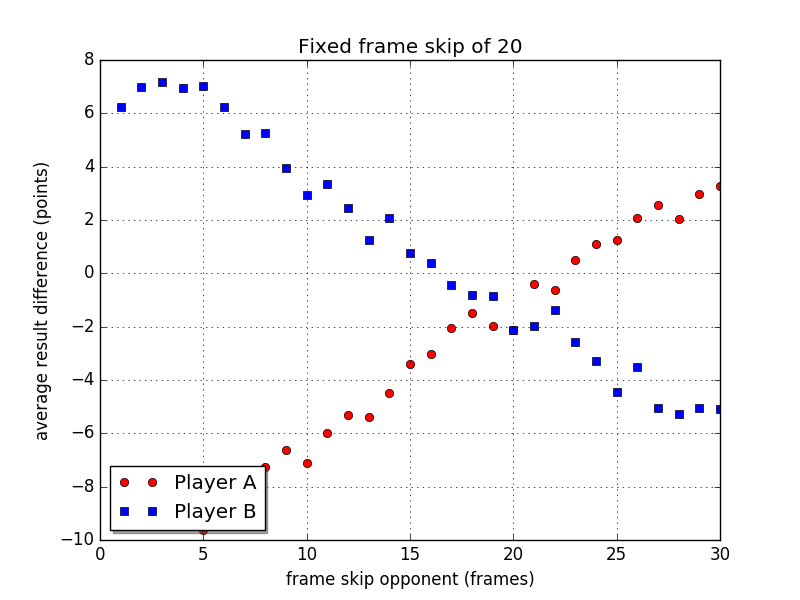 Fixed frame skip of 20
average result difference (points)
8
6
4
2
0
−2
−4
−6
−8
−10
Player A
Player B
0 5 10 15 20 25 30
frame skip opponent (frames)